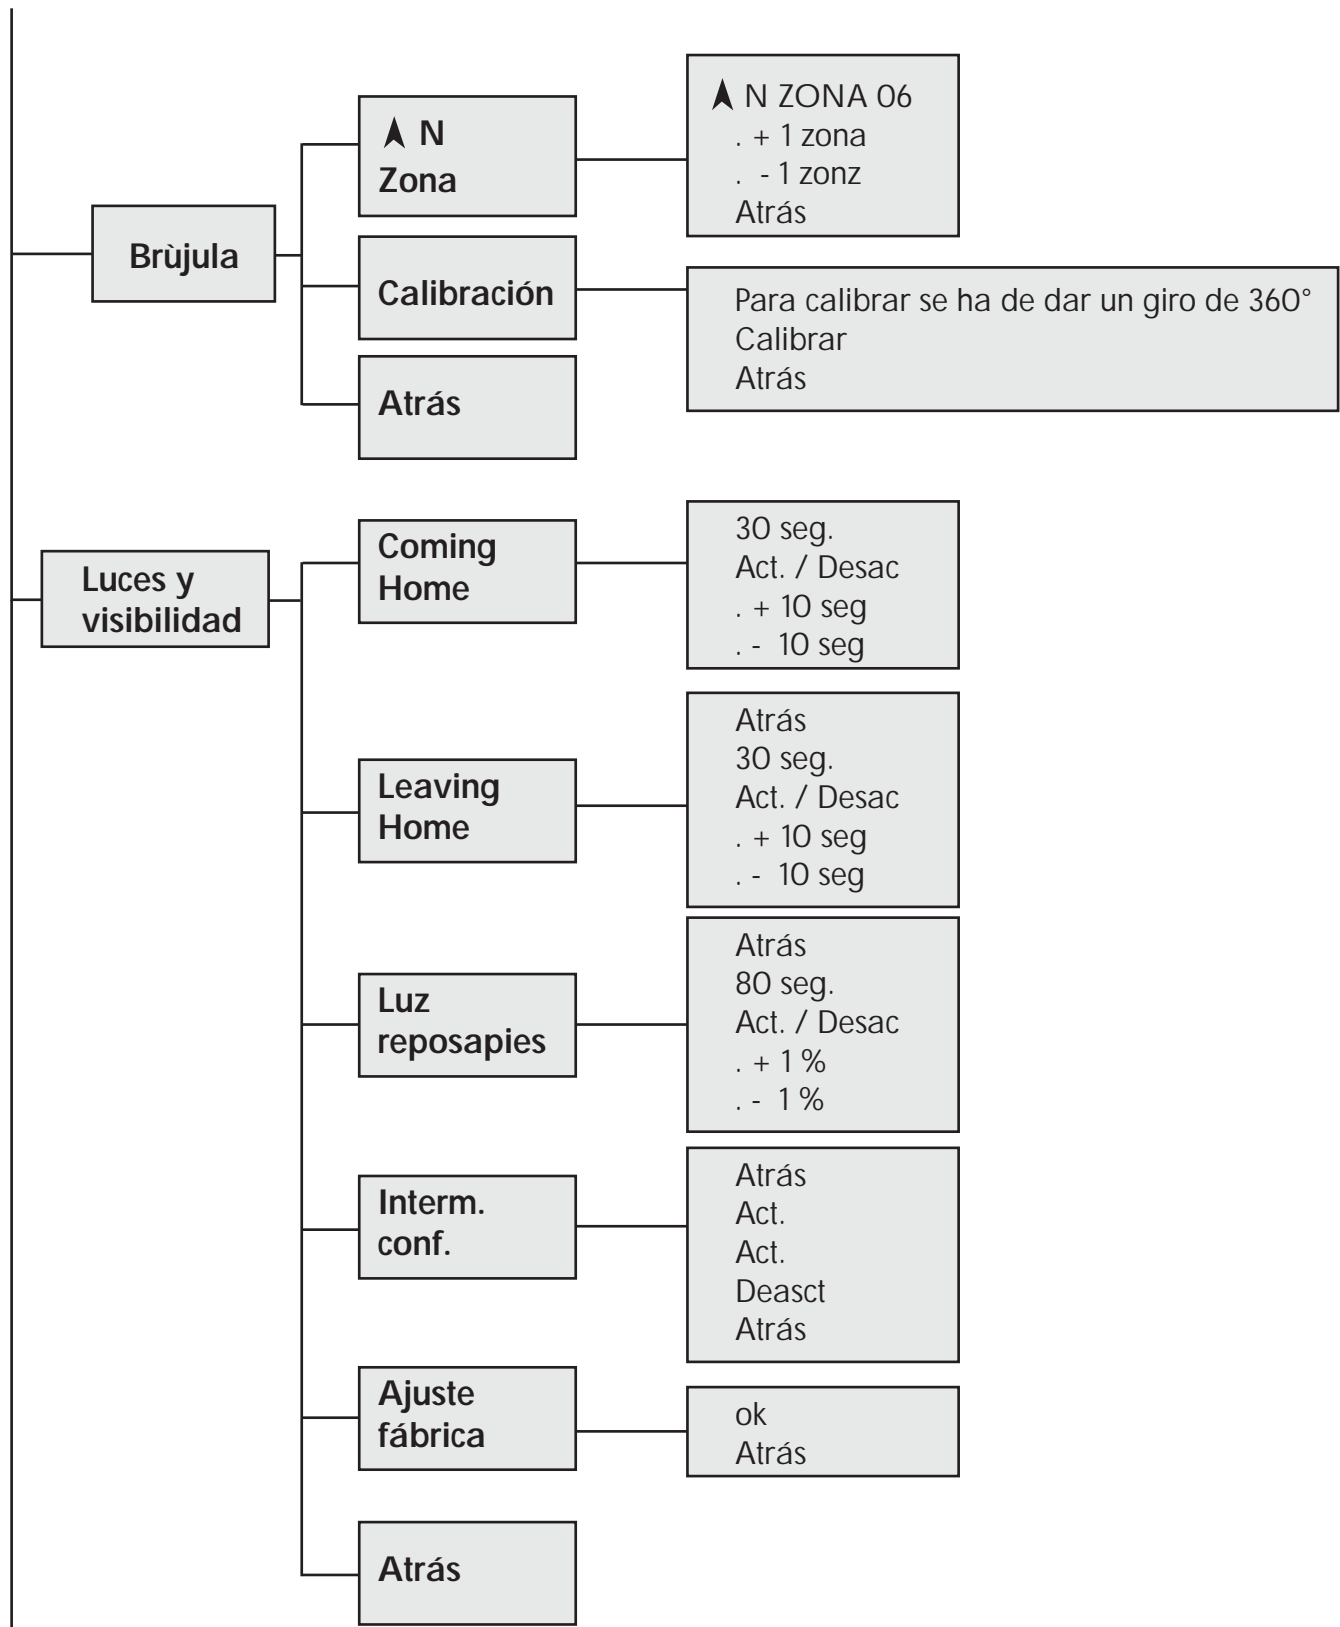 Brùjula
N
Zona
N ZONA 06
. + 1 zona
. - 1 zonz
Atrás
Calibración
Para calibrar se ha de dar un giro de 360°
Calibrar
Atrás
Atrás
Luces y
visibilidad
Coming
Home
30 seg.
Act. / Desac
. + 10 seg
. - 10 seg
Leaving
Home
Atrás
30 seg.
Act. / Desac
. + 10 seg
. - 10 seg
Luz
reposapies
Atrás
80 seg.
Act. / Desac
. + 1 %
. - 1 %
Interm.
conf.
Atrás
Act.
Act.
Deasct
Atrás
Ajuste
fábrica
ok
Atrás
Atrás